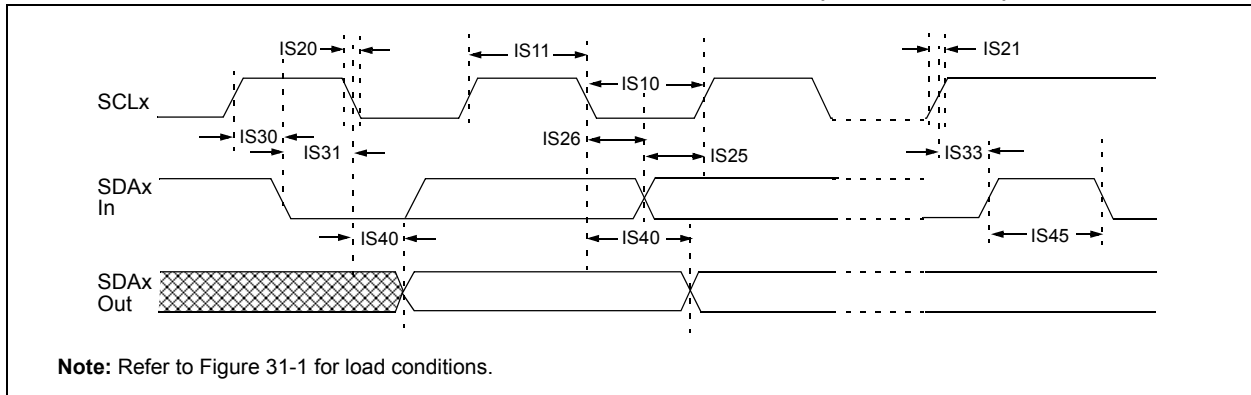 IS20
IS11
IS21
IS10
SCLx
IS30
IS26
IS31
IS25
IS33
SDAx
In
IS40
IS40
IS45
SDAx
Out
Note: Refer to Figure 31-1 for load conditions.